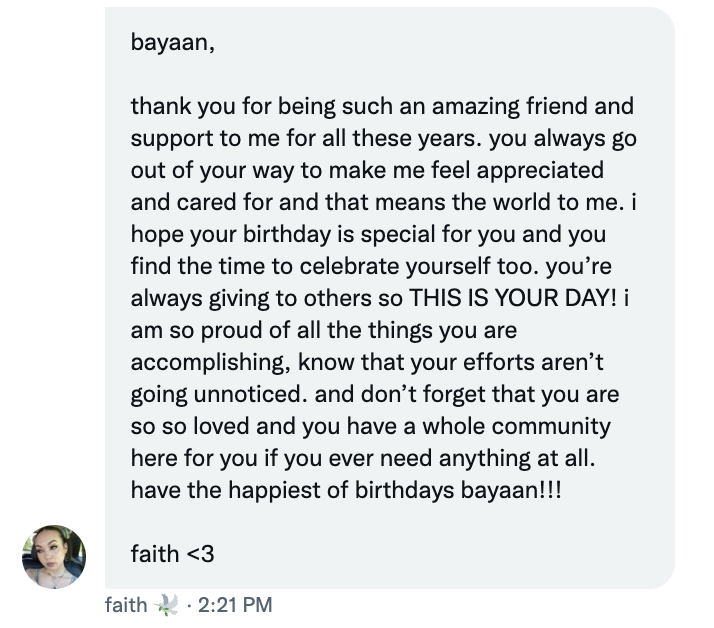 bayaan,
thank you for being such an amazing friend and
support to me for all these years. you always go
out of your way to make me feel appreciated
and cared for and that means the world to me. i
hope your birthday is special for you and you
find the time to celebrate yourself too. you’re
always giving to others so THIS IS YOUR DAY! i
am so proud of all the things you are
accomplishing, know that your efforts aren’t
going unnoticed. and don’t forget that you are
so so loved and you have a whole community
here for you if you ever need anything at all.
have the happiest of birthdays bayaan!!!
faith <3
faith 🕊️ · 2:21 PM